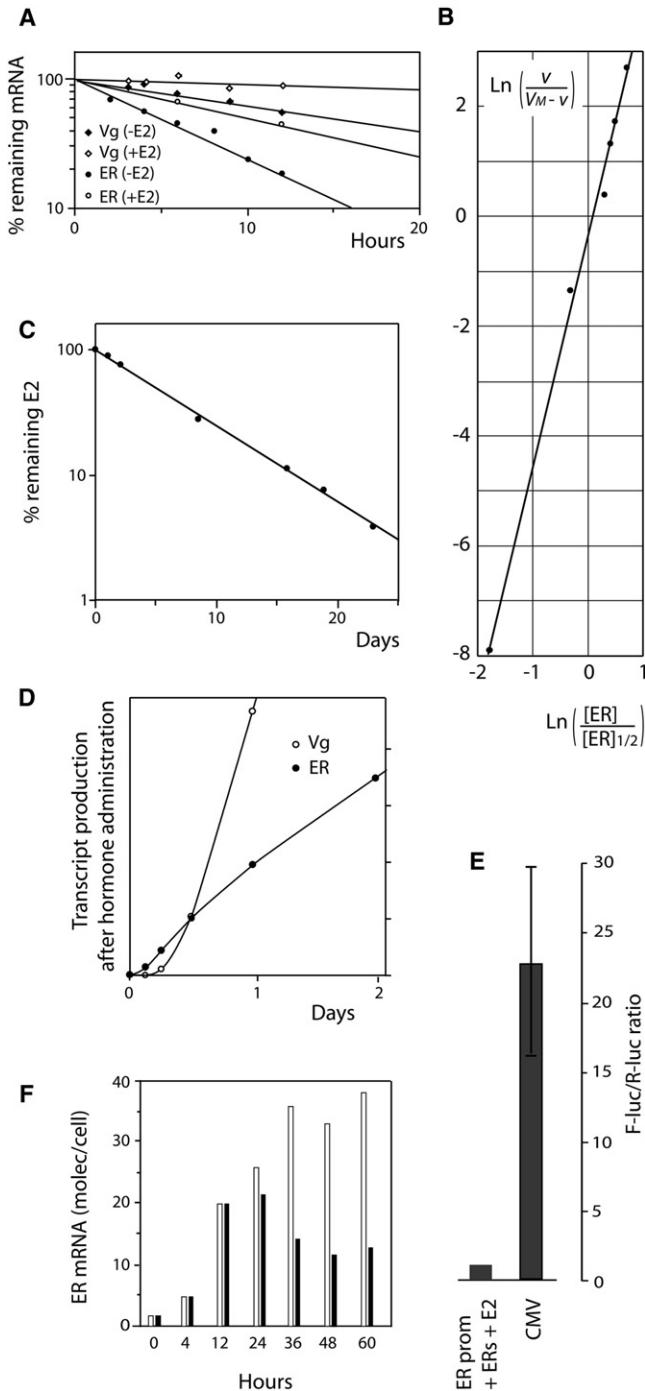 A
% remaining mRNA
100
10
Vg (-E2)
Vg (+E2)
ER (-E2)
ER (+E2)
0
10
20
Hours
B
Ln ( v / VM - v )
2
0
-2
-4
-6
-8
-2
-1
0
1
Ln ( [ER] / [ER]1/2 )
C
% remaining E2
100
10
1
0
10
20
Days
D
Transcript production
after hormone administration
Vg
ER
0
1
2
Days
E
30
25
20
15
10
5
0
F-luc/R-luc ratio
ER prom
+ ERs + E2
CMV
F
ER mRNA (molec/cell)
40
30
20
10
0
0 4 12 24 36 48 60
Hours